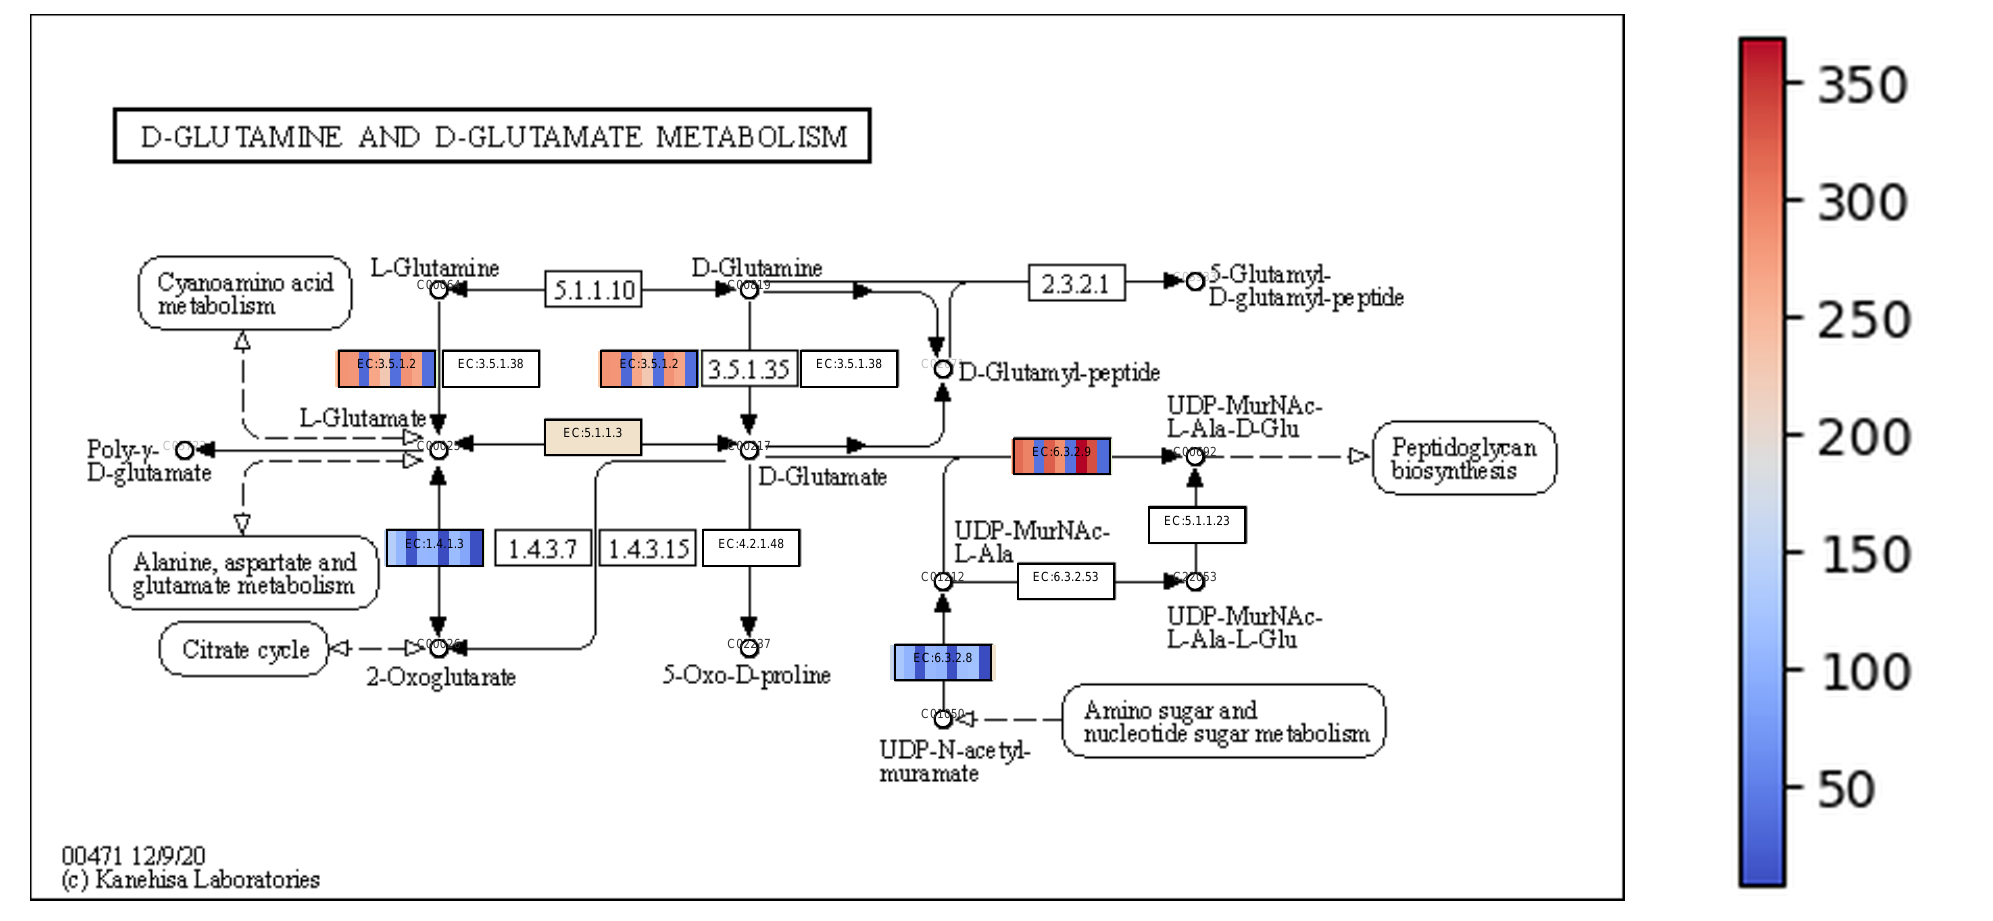 D-GLUTAMINE AND D-GLUTAMATE METABOLISM
Cyanoamino acid
metabolism
L-Glutamine
C00064
5.1.1.10
D-Glutamine
C00819
2.3.2.1
5-Glutamyl-
D-glutamyl-peptide
EC:3.5.1.2
EC:3.5.1.38
EC:3.5.1.2
3.5.1.35
EC:3.5.1.38
D-Glutamyl-peptide
L-Glutamate
C00025
EC:5.1.1.3
C00217
D-Glutamate
Poly-γ-
D-glutamate
EC:6.3.2.9
UDP-MurNAc-
L-Ala-D-Glu
C00692
Peptidoglycan
biosynthesis
Alanine, aspartate and
glutamate metabolism
EC:1.4.1.3
1.4.3.7
1.4.3.15
EC:4.2.1.48
UDP-MurNAc-
L-Ala
EC:5.1.1.23
C01212
EC:6.3.2.53
C22053
UDP-MurNAc-
L-Ala-L-Glu
Citrate cycle
C00026
2-Oxoglutarate
C02237
5-Oxo-D-proline
EC:6.3.2.8
C01050
UDP-N-acetyl-
muramate
Amino sugar and
nucleotide sugar metabolism
00471 12/9/20
(c) Kanehisa Laboratories
350
300
250
200
150
100
50